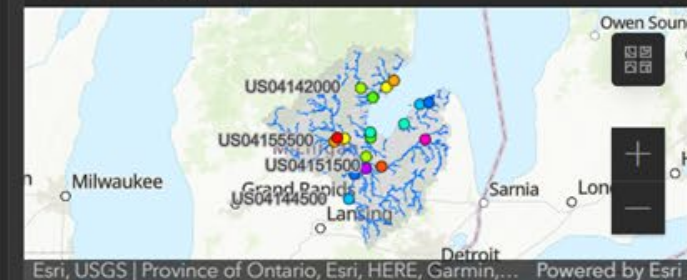 Owen Soun
US04142000
US04155500
US04151500
Milwaukee
Grand Rapids
US04144500
Sarnia
Lon
Lansing
Detroit
Esri, USGS | Province of Ontario, Esri, HERE, Garmin,... Powered by Esri